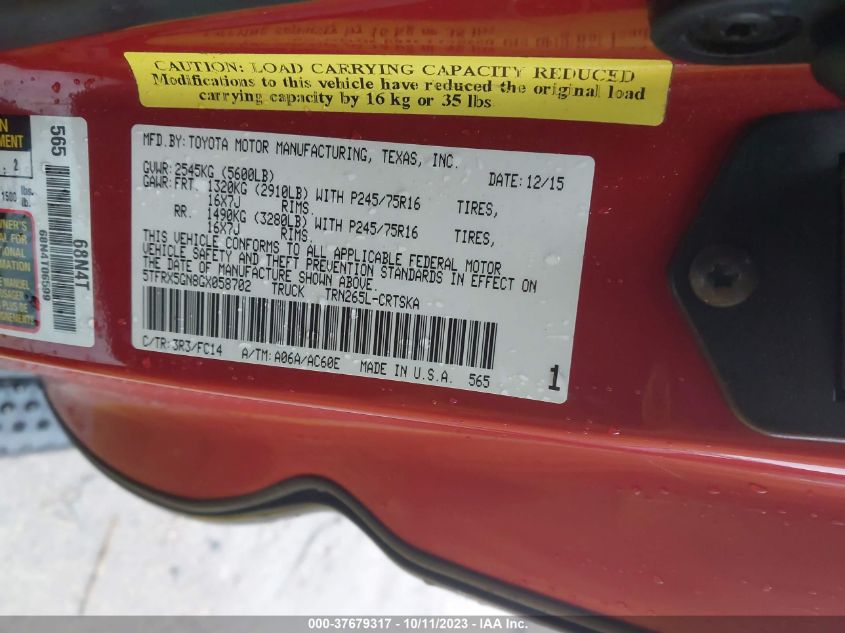 CAUTION: LOAD CARRYING CAPACITY REDUCED
Modifications to this vehicle have reduced the original load
carrying capacity by 16 kg or 35 lbs
MFD.BY: TOYOTA MOTOR MANUFACTURING, TEXAS, INC.
GVWR: 2545KG (5600LB) DATE: 12/15
GAWR: FRT. 1320KG (2910LB) WITH P245/75R16 TIRES,
16X7J RIMS.
RR. 1490KG (3280LB) WITH P245/75R16 TIRES,
16X7J RIMS.
THIS VEHICLE CONFORMS TO ALL APPLICABLE FEDERAL MOTOR
VEHICLE SAFETY AND THEFT PREVENTION STANDARDS IN EFFECT ON
THE DATE OF MANUFACTURE SHOWN ABOVE.
5TFRX5GN8GX058702 TRUCK TRN265L-CRTSKA
C/TR: 3R3/FC14 A/TM: A06A/AC60E MADE IN U.S.A. 565
1
565
68N4T
2
1500 lbs.
000-37679317 - 10/11/2023 - IAAI Inc.